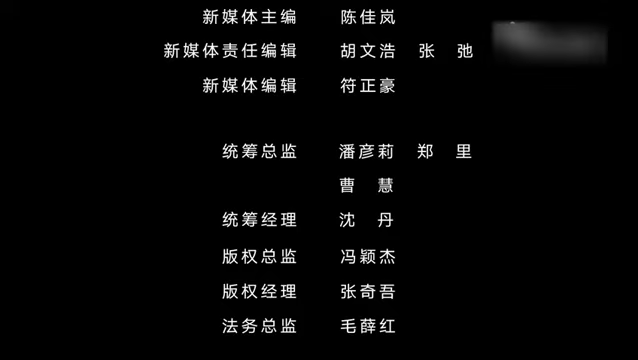 新媒体主编 陈佳岚
新媒体责任编辑 胡文浩 张 弛
新媒体编辑 符正豪
统筹总监 潘彦莉 郑 里
曹 慧
统筹经理 沈 丹
版权总监 冯颖杰
版权经理 张奇吾
法务总监 毛薛红